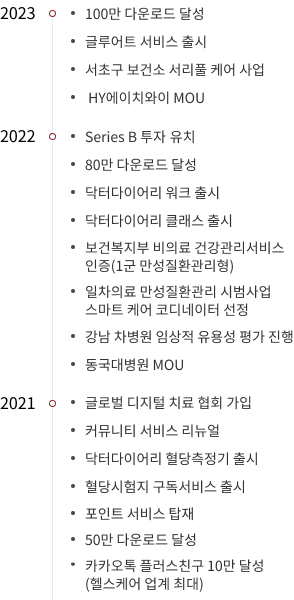 2023
• 100만 다운로드 달성
• 글루어트 서비스 출시
• 서초구 보건소 서리풀 케어 사업
• HY에이치와이 MOU
2022
• Series B 투자 유치
• 80만 다운로드 달성
• 닥터다이어리 워크 출시
• 닥터다이어리 클래스 출시
• 보건복지부 비의료 건강관리서비스
인증(1군 만성질환관리형)
• 일차의료 만성질환관리 시범사업
스마트 케어 코디네이터 선정
• 강남 차병원 임상적 유용성 평가 진행
• 동국대병원 MOU
2021
• 글로벌 디지털 치료 협회 가입
• 커뮤니티 서비스 리뉴얼
• 닥터다이어리 혈당측정기 출시
• 혈당시험지 구독서비스 출시
• 포인트 서비스 탑재
• 50만 다운로드 달성
• 카카오톡 플러스친구 10만 달성
(헬스케어 업계 최대)